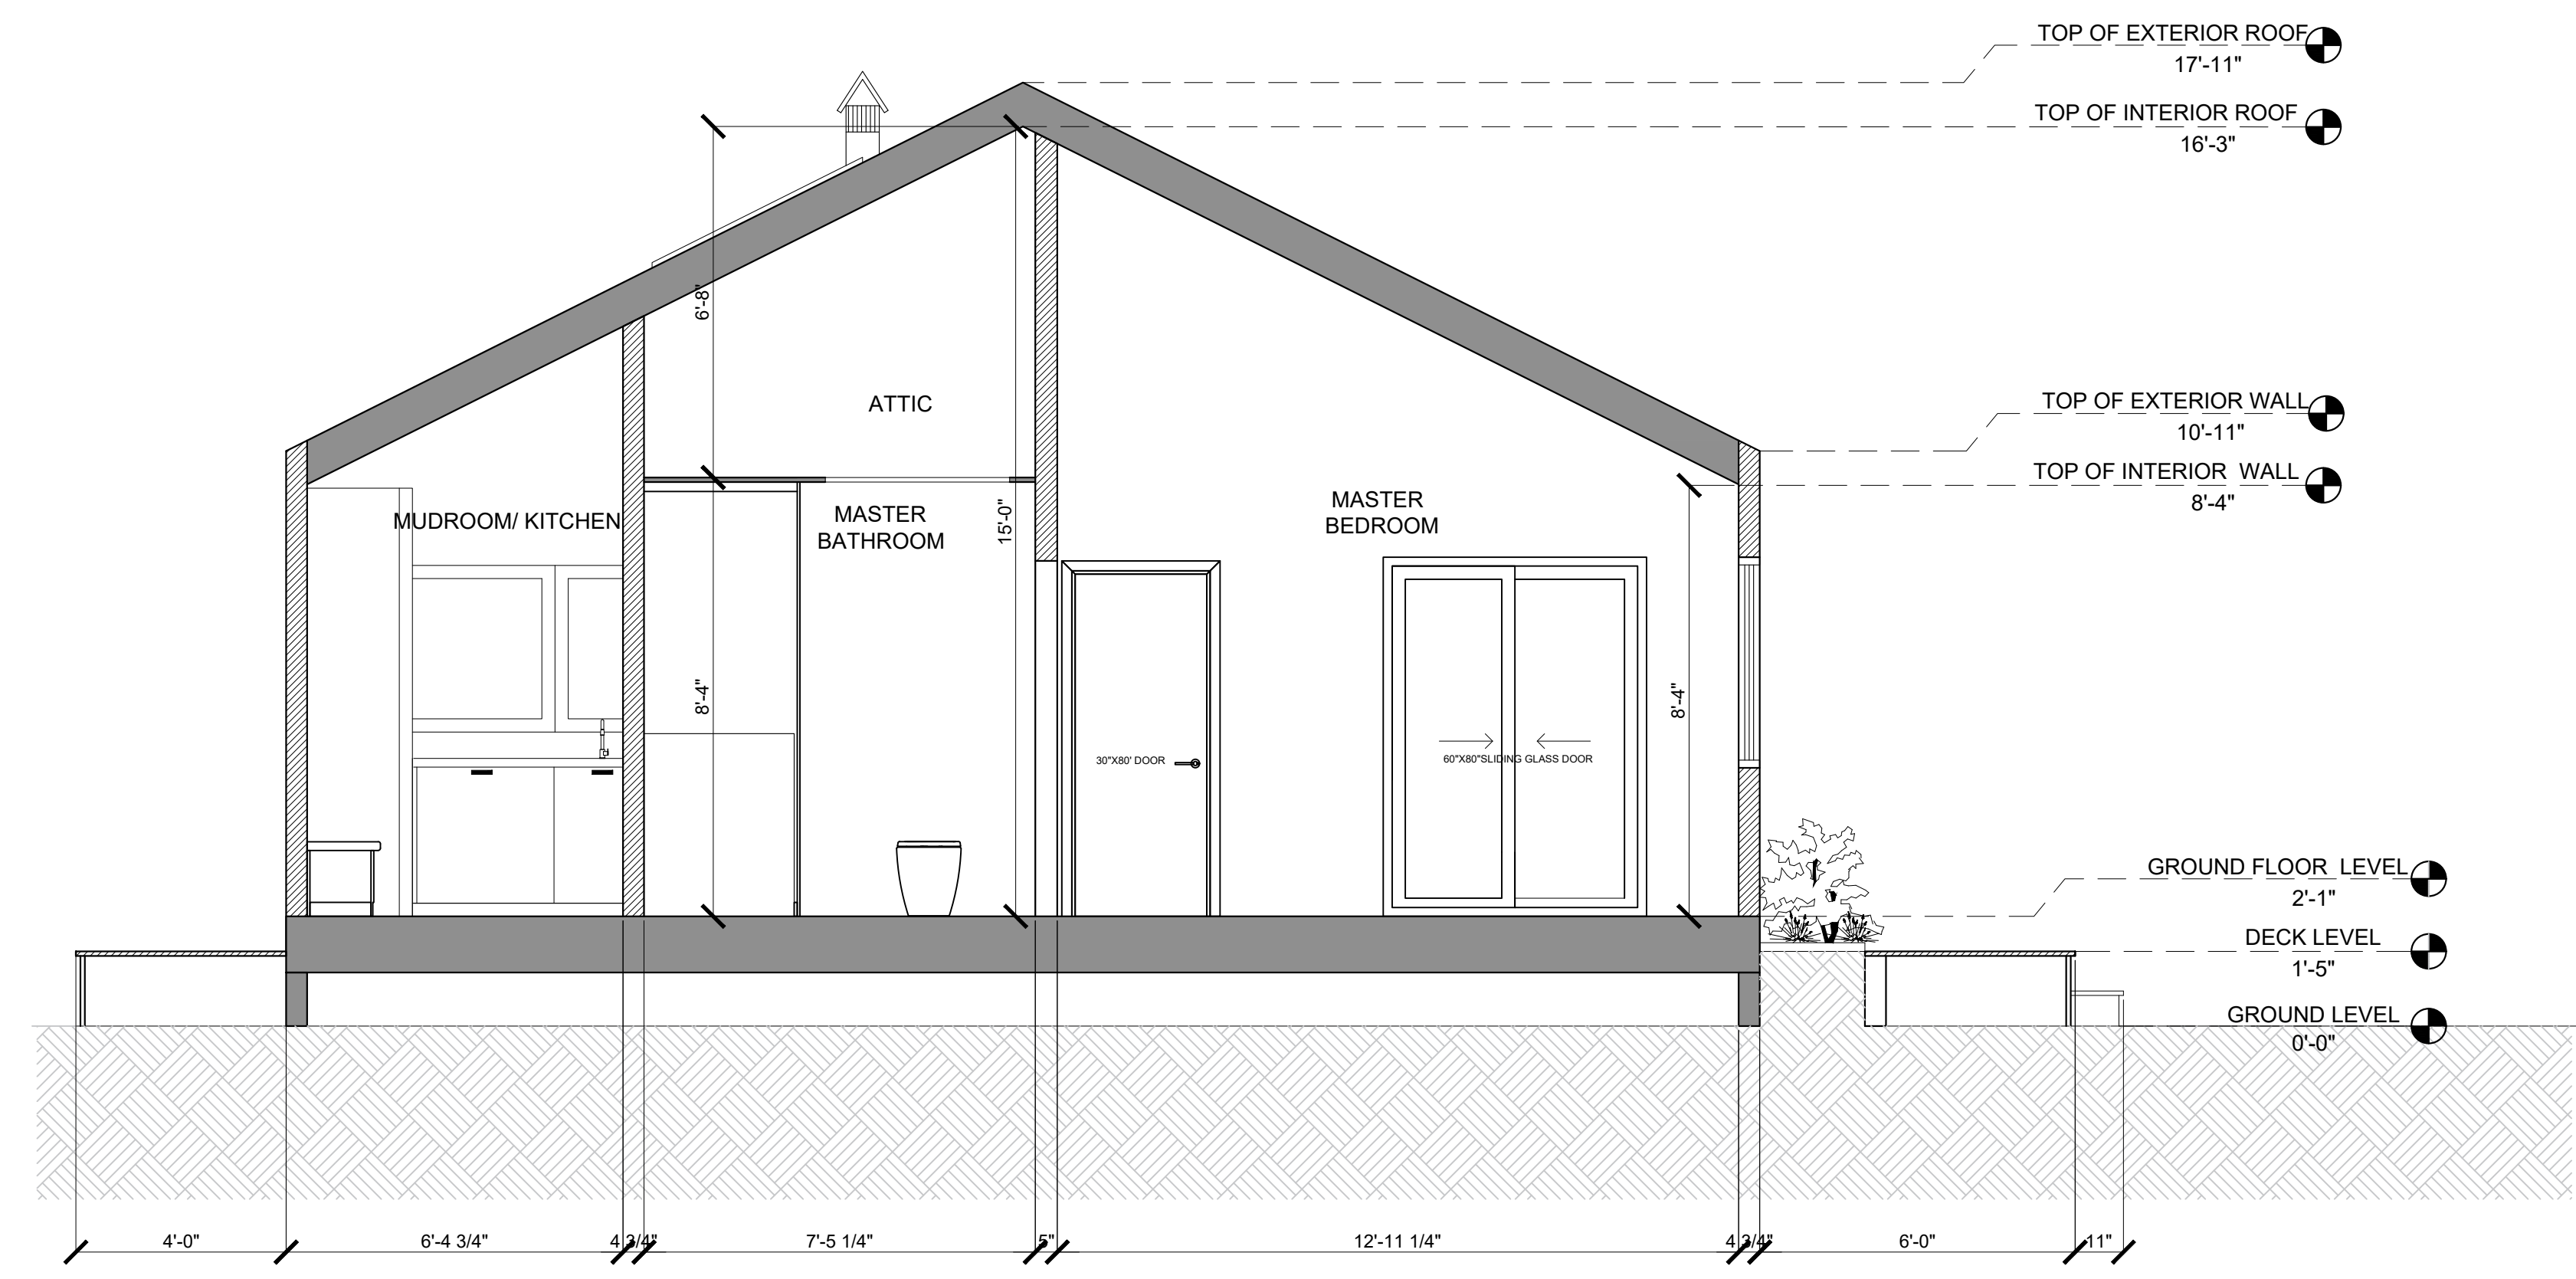 TOP OF EXTERIOR ROOF
17'-11"
TOP OF INTERIOR ROOF
16'-3"
6'-8"
ATTIC
TOP OF EXTERIOR WALL
10'-11"
TOP OF INTERIOR WALL
8'-4"
MUDROOM/ KITCHEN
MASTER
BATHROOM
15'-0"
MASTER
BEDROOM
8'-4"
8'-4"
30"X80' DOOR
60"X80"SLIDING GLASS DOOR
GROUND FLOOR LEVEL
2'-1"
DECK LEVEL
1'-5"
GROUND LEVEL
0'-0"
4'-0"
6'-4 3/4"
4 3/4"
7'-5 1/4"
5"
12'-11 1/4"
4 3/4"
6'-0"
11"